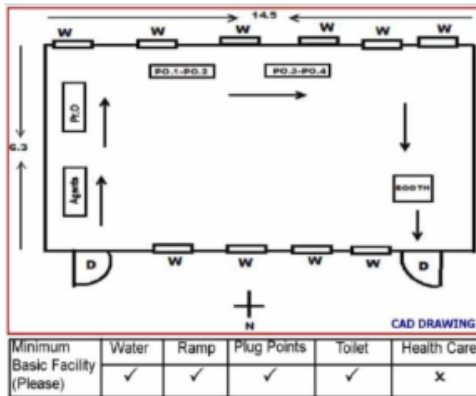 14.5
W W W W W W
PO.1-PO.2 PO.3-PO.4
Pr.O
6.3
Agents
BOOTH
D W W W W D
N
CAD DRAWING
Minimum Basic Facility (Please) Water Ramp Plug Points Toilet Health Care
✓ ✓ ✓ ✓ x